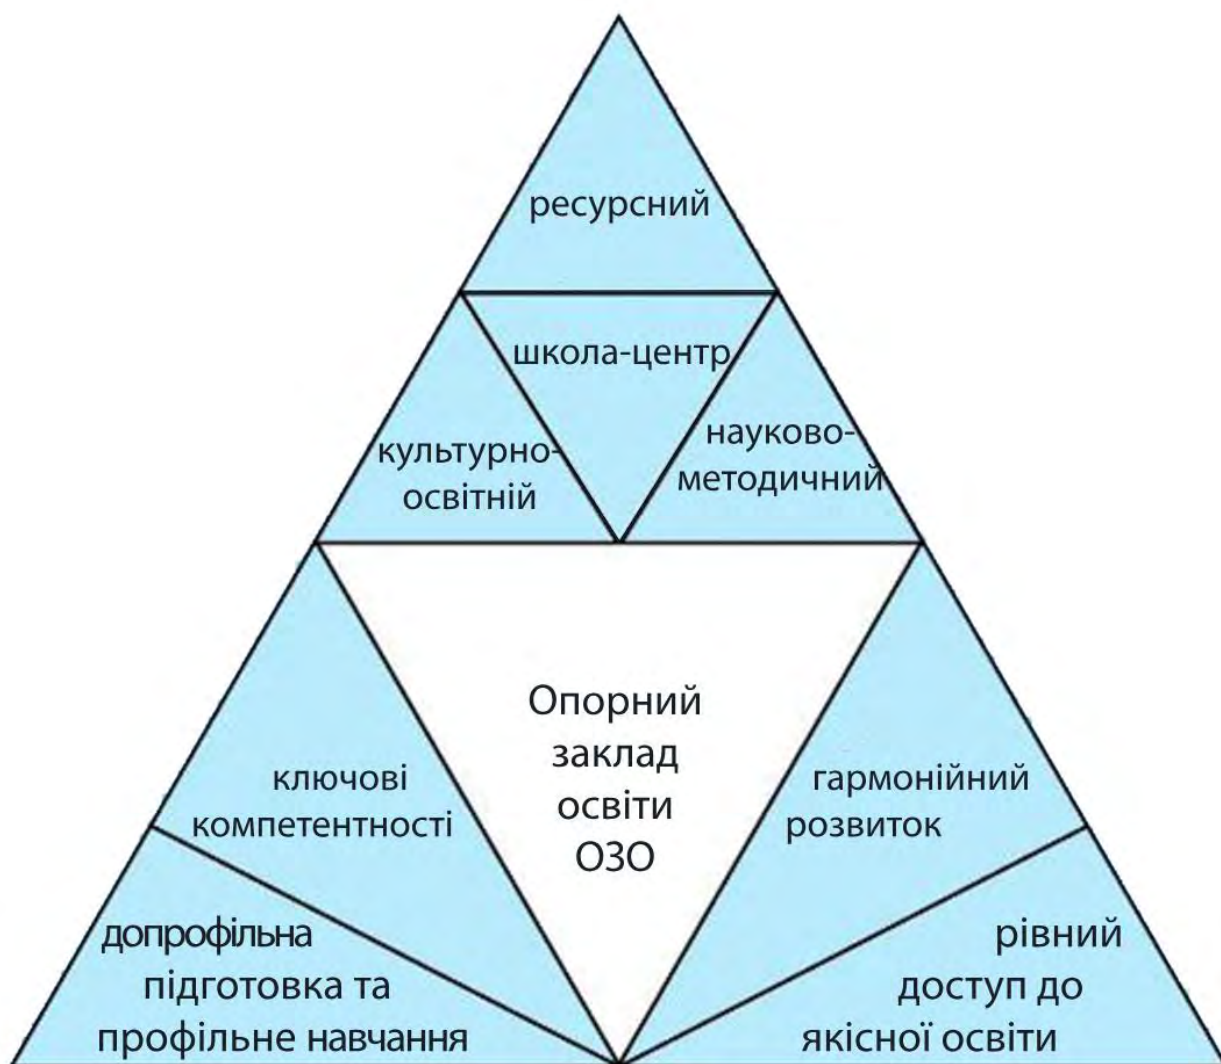 ресурсний
школа-центр
культурно-
освітній
науково-
методичний
Опорний
заклад
освіти
ОЗО
ключові
компетентності
гармонійний
розвиток
допрофільна
підготовка та
профільне навчання
рівний
доступ до
якісної освіти